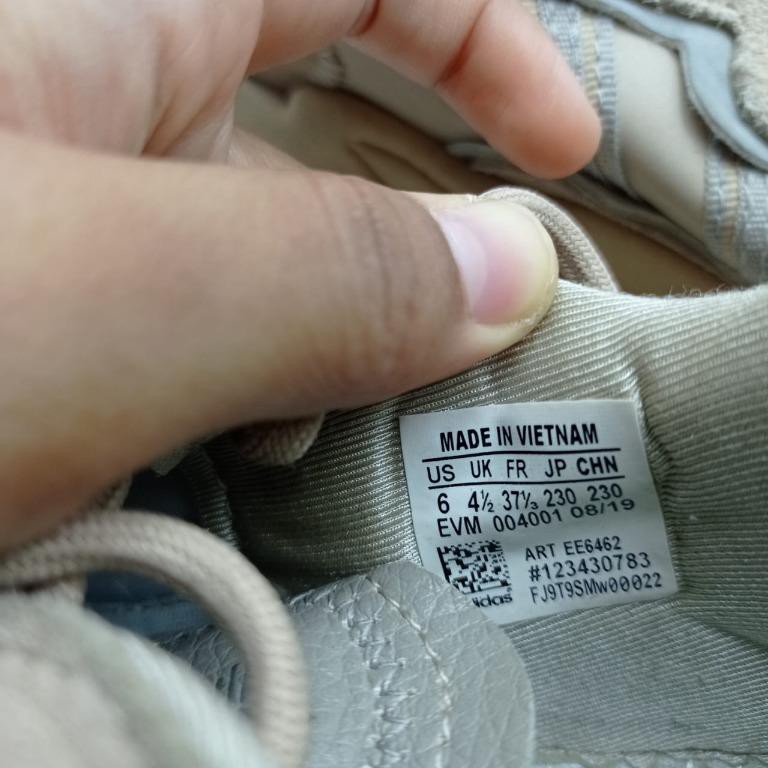 MADE IN VIETNAM
US UK FR JP CHN
6 4½ 37⅓ 230 230
EVM 004001 08/19
ART EE6462
#123430783
FJ9T9SMw00022
adidas